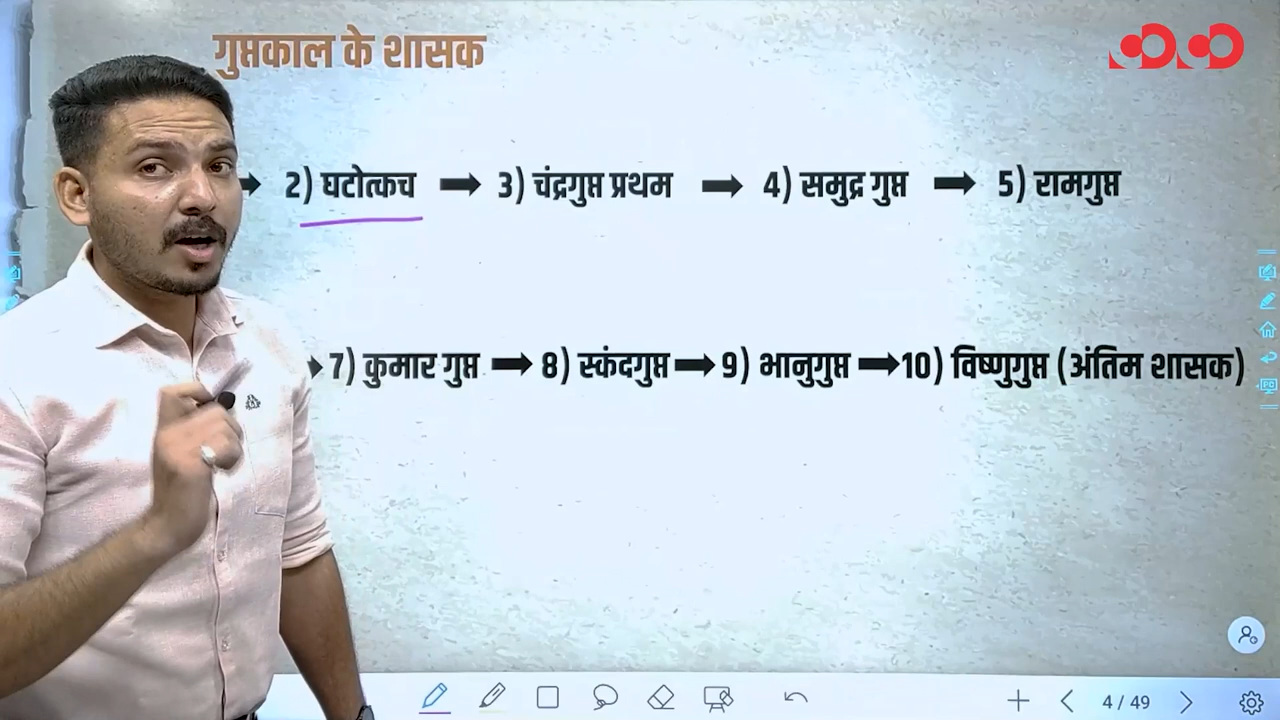 गुप्तकाल के शासक
2) घटोत्कच → 3) चंद्रगुप्त प्रथम → 4) समुद्र गुप्त → 5) रामगुप्त
7) कुमार गुप्त → 8) स्कंदगुप्त → 9) भानुगुप्त → 10) विष्णुगुप्त (अंतिम शासक)
4 / 49